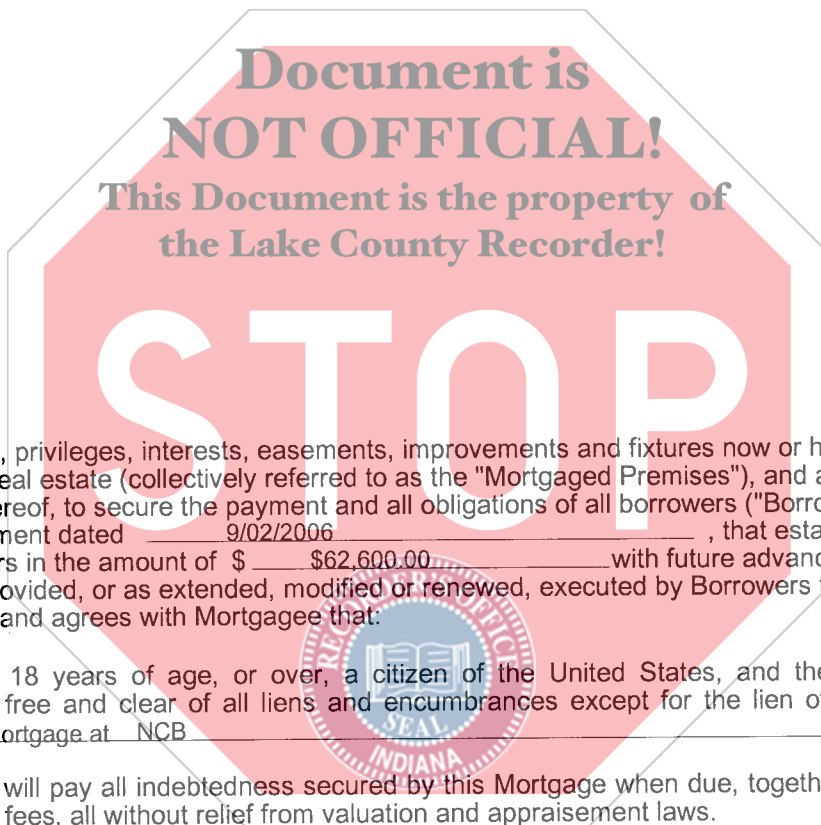 Document is
NOT OFFICIAL!
This Document is the property of
the Lake County Recorder!
STOP
, privileges, interests, easements, improvements and fixtures now or h
eal estate (collectively referred to as the "Mortgaged Premises"), and a
ereof, to secure the payment and all obligations of all borrowers ("Borro
ment dated 9/02/2006 , that esta
rs in the amount of $ $62,600.00 with future advanc
ovided, or as extended, modified or renewed, executed by Borrowers
and agrees with Mortgagee that:
18 years of age, or over, a citizen of the United States, and the
free and clear of all liens and encumbrances except for the lien o
ortgage at NCB
will pay all indebtedness secured by this Mortgage when due, togeth
fees, all without relief from valuation and appraisement laws.
RECORDER'S OFFICE
SEAL
INDIANA